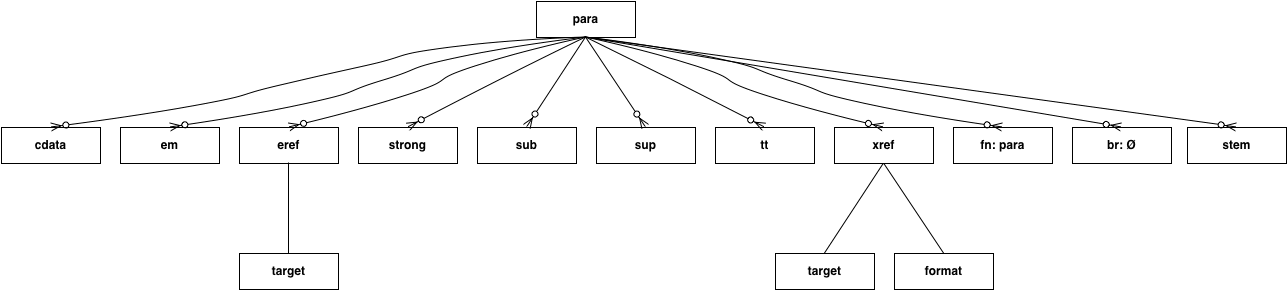 para
cdata
em
eref
strong
sub
sup
tt
xref
fn: para
br: Ø
stem
target
target
format